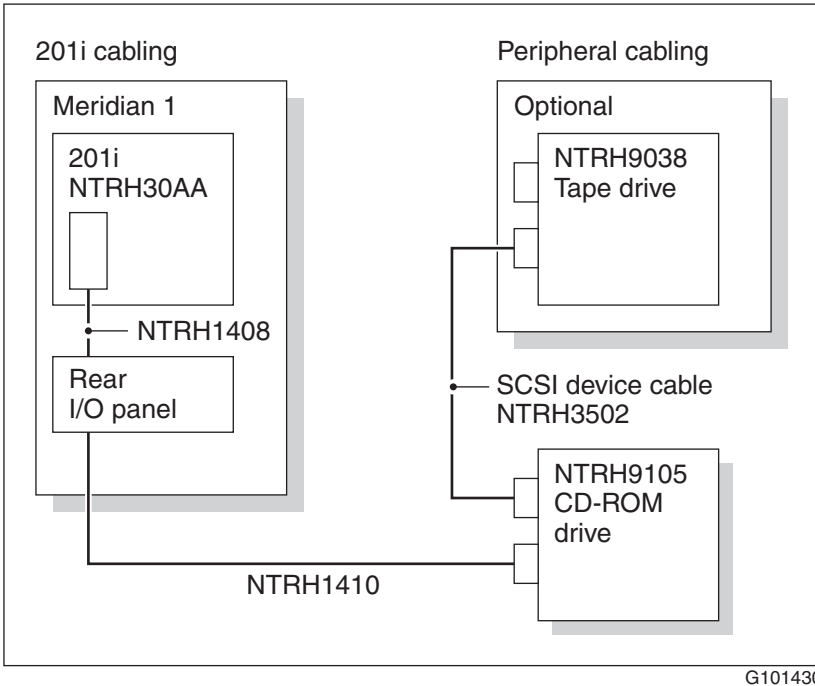 201i cabling
Peripheral cabling
Meridian 1
Optional
201i
NTRH30AA
NTRH9038
Tape drive
NTRH1408
Rear
I/O panel
SCSI device cable
NTRH3502
NTRH9105
CD-ROM
drive
NTRH1410
G101430